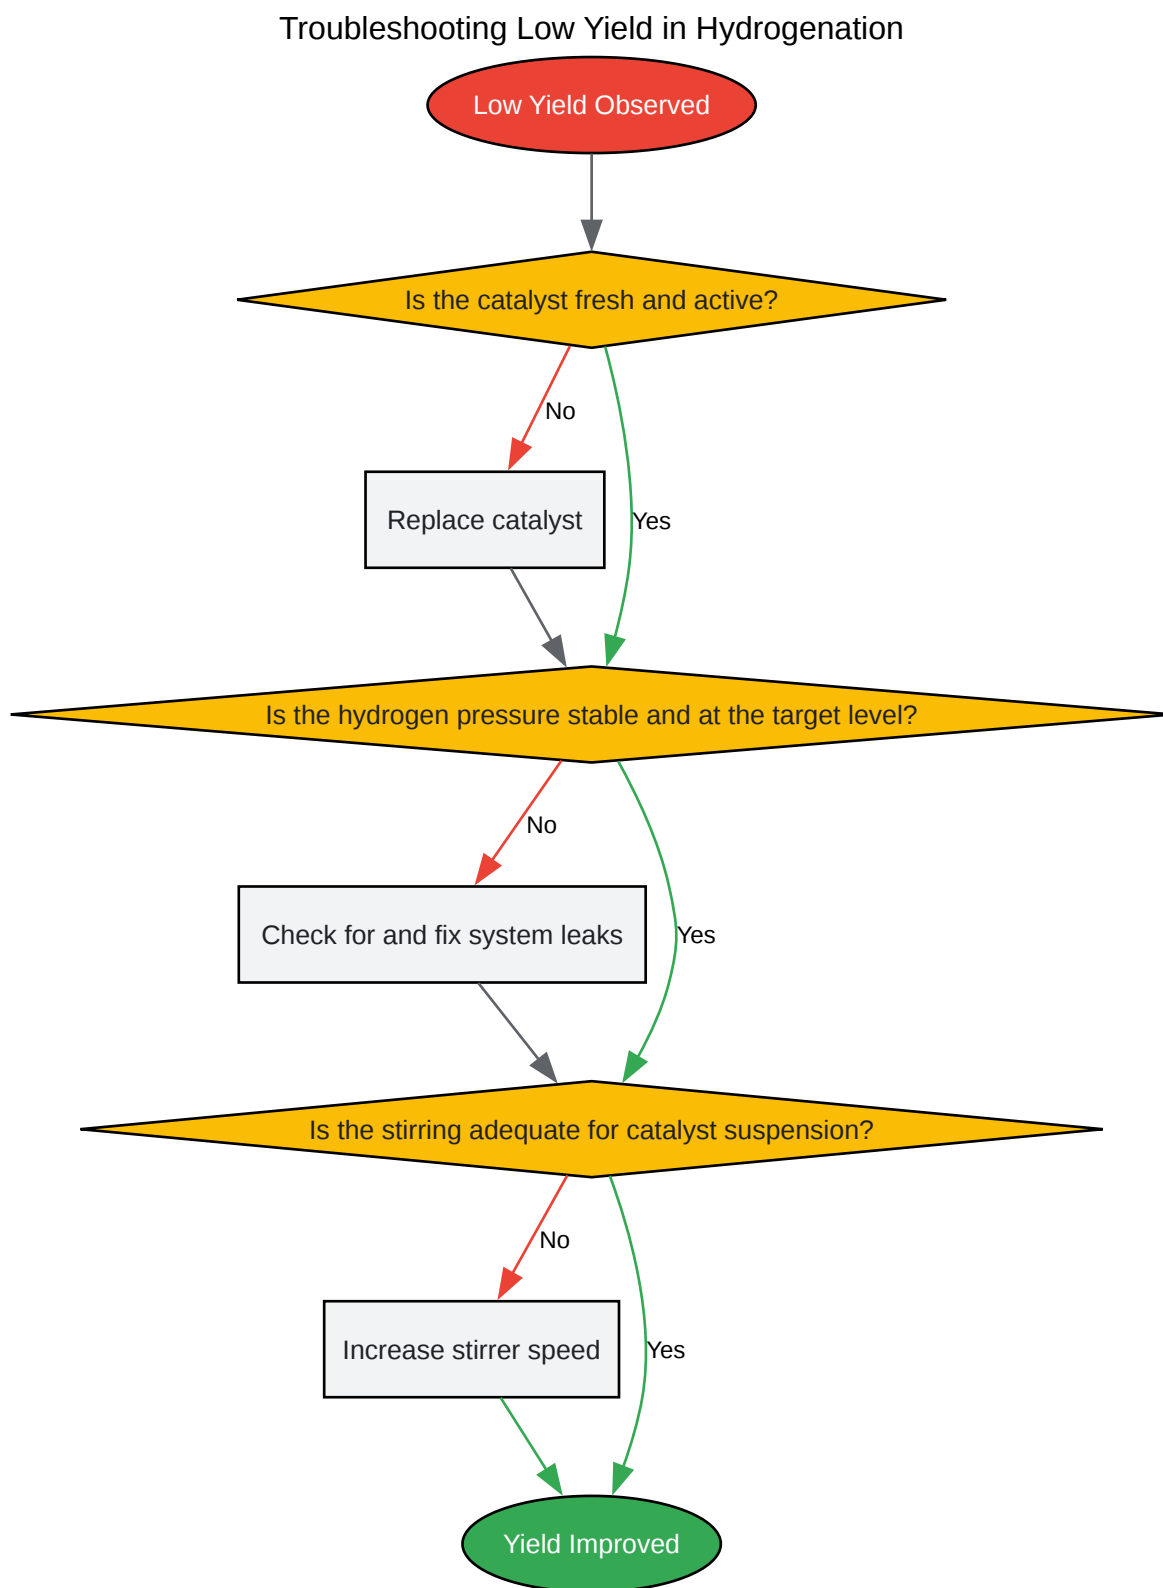 Troubleshooting Low Yield in Hydrogenation
Low Yield Observed
Is the catalyst fresh and active?
No
Replace catalyst
Yes
Is the hydrogen pressure stable and at the target level?
No
Check for and fix system leaks
Yes
Is the stirring adequate for catalyst suspension?
No
Increase stirrer speed
Yes
Yield Improved